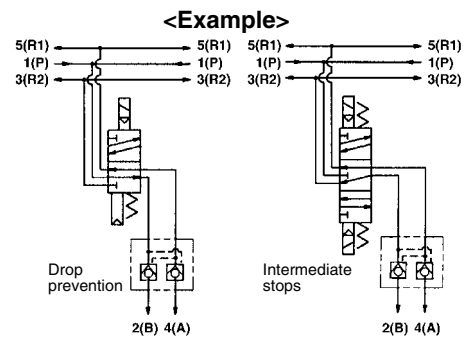 <Example>
5(R1) 5(R1) 5(R1) 5(R1)
1(P) 1(P) 1(P) 1(P)
3(R2) 3(R2) 3(R2) 3(R2)
Drop
prevention
Intermediate
stops
2(B) 4(A) 2(B) 4(A)